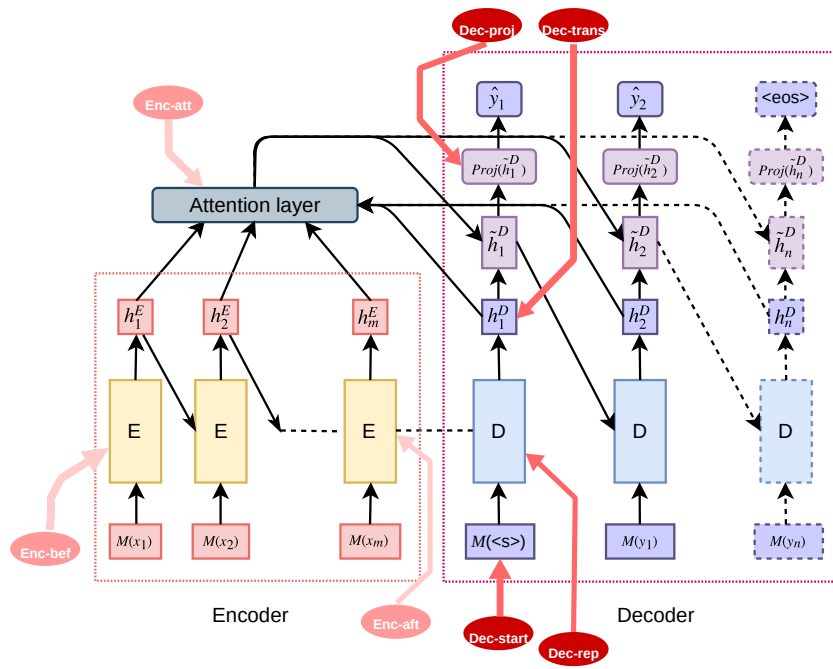 Dec-proj Dec-trans
Enc-att
ŷ₁ ŷ₂ <eos>
Proj(h̃₁ᴰ) Proj(h̃₂ᴰ) Proj(h̃ₙᴰ)
Attention layer
h̃₁ᴰ h̃₂ᴰ h̃ₙᴰ
h₁ᴱ h₂ᴱ hₘᴱ h₁ᴰ h₂ᴰ hₙᴰ
E E E D D D
M(x₁) M(x₂) M(xₘ) M(<s>) M(y₁) M(yₙ)
Enc-bef
Encoder Enc-aft Decoder
Dec-start Dec-rep